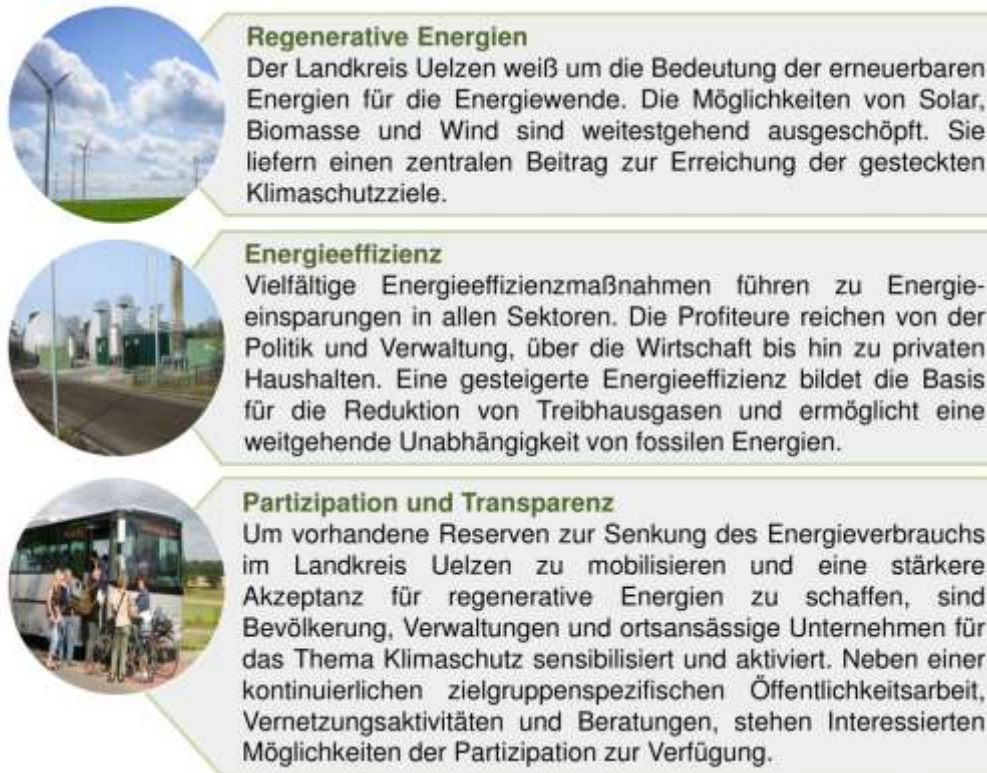 Regenerative Energien
Der Landkreis Uelzen weiß um die Bedeutung der erneuerbaren
Energien für die Energiewende. Die Möglichkeiten von Solar,
Biomasse und Wind sind weitestgehend ausgeschöpft. Sie
liefern einen zentralen Beitrag zur Erreichung der gesteckten
Klimaschutzziele.
Energieeffizienz
Vielfältige Energieeffizienzmaßnahmen führen zu Energie-
einsparungen in allen Sektoren. Die Profiteure reichen von der
Politik und Verwaltung, über die Wirtschaft bis hin zu privaten
Haushalten. Eine gesteigerte Energieeffizienz bildet die Basis
für die Reduktion von Treibhausgasen und ermöglicht eine
weitgehende Unabhängigkeit von fossilen Energien.
Partizipation und Transparenz
Um vorhandene Reserven zur Senkung des Energieverbrauchs
im Landkreis Uelzen zu mobilisieren und eine stärkere
Akzeptanz für regenerative Energien zu schaffen, sind
Bevölkerung, Verwaltungen und ortsansässige Unternehmen für
das Thema Klimaschutz sensibilisiert und aktiviert. Neben einer
kontinuierlichen zielgruppenspezifischen Öffentlichkeitsarbeit,
Vernetzungsaktivitäten und Beratungen, stehen Interessierten
Möglichkeiten der Partizipation zur Verfügung.